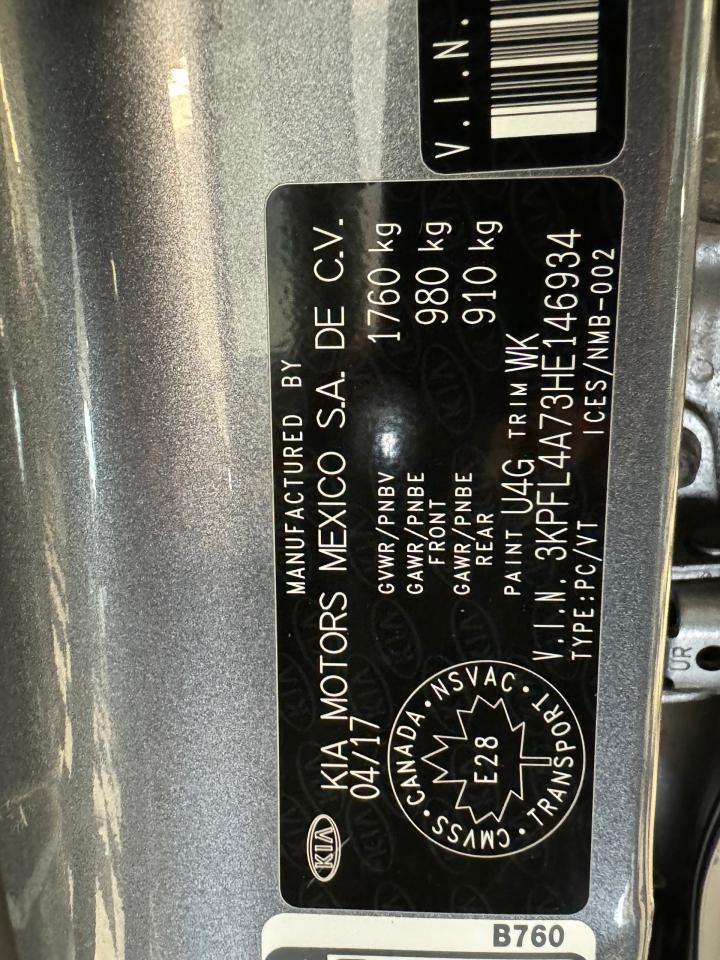 V.I.N.
MANUFACTURED BY
KIA MOTORS MEXICO S.A. DE C.V.
04/17
GVWR/PNBV 1760 kg
GAWR/PNBE FRONT 980 kg
GAWR/PNBE REAR 910 kg
PAINT U4G TRIM WK
V.I.N. 3KPFL4A73HE146934
TYPE:PC/VT ICES/NMB-002
KIA
CMVSS · CANADA · NSVAC · TRANSPORT ·
E28
B760
UR